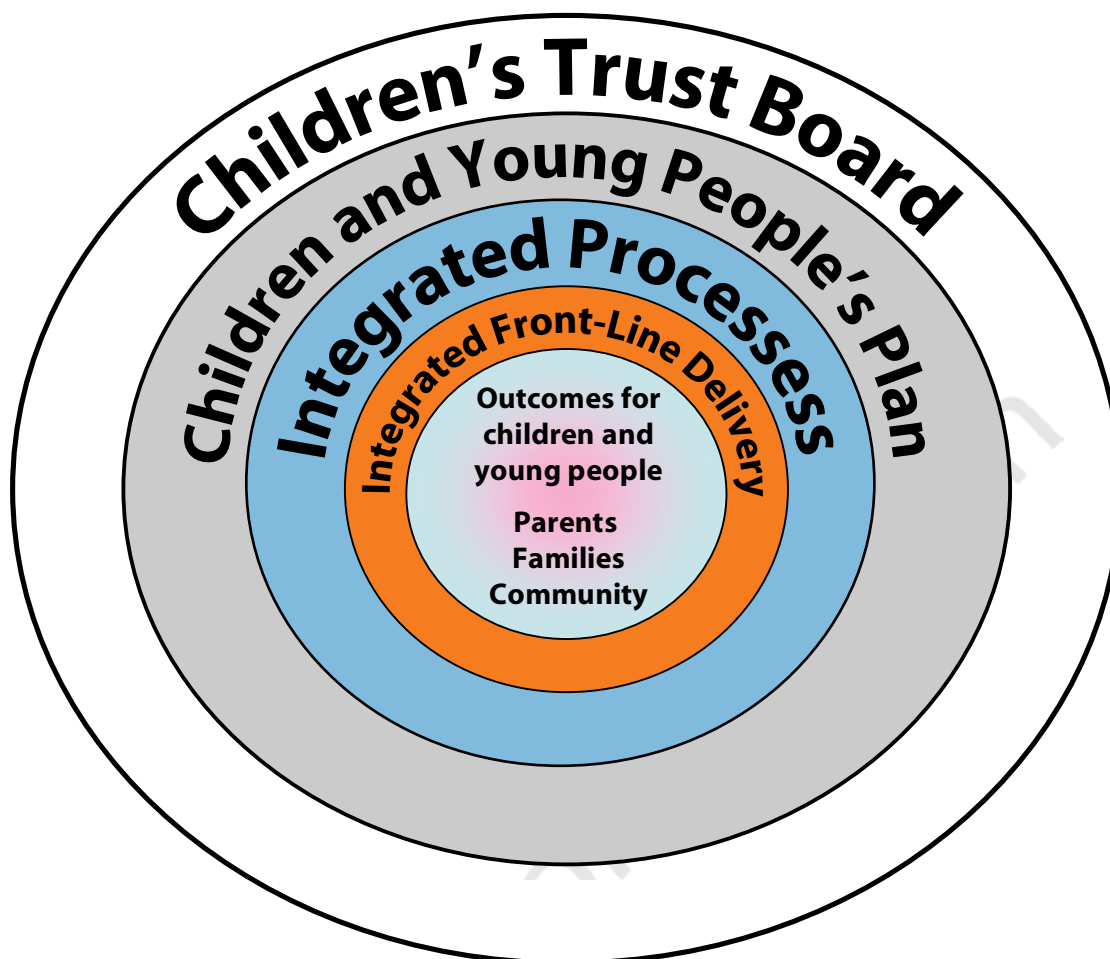 Children’s Trust Board
Children and Young People’s Plan
Integrated Processess
Integrated Front-Line Delivery
Outcomes for
children and
young people
Parents
Families
Community